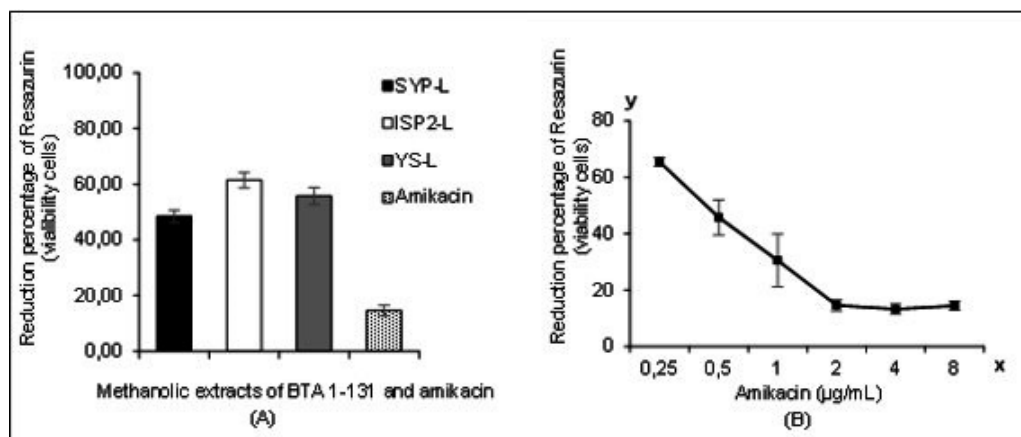 Reduction percentage of Resazurin
(vialibility cells)
100,00
80,00
60,00
40,00
20,00
0,00
SYP-L
ISP2-L
YS-L
Amikacin
Methanolic extracts of BTA 1-131 and amikacin
(A)
Reduction percentage of Resazurin
(viability cells)
y
80
60
40
20
0
0,25 0,5 1 2 4 8 x
Amikacin (µg/mL)
(B)